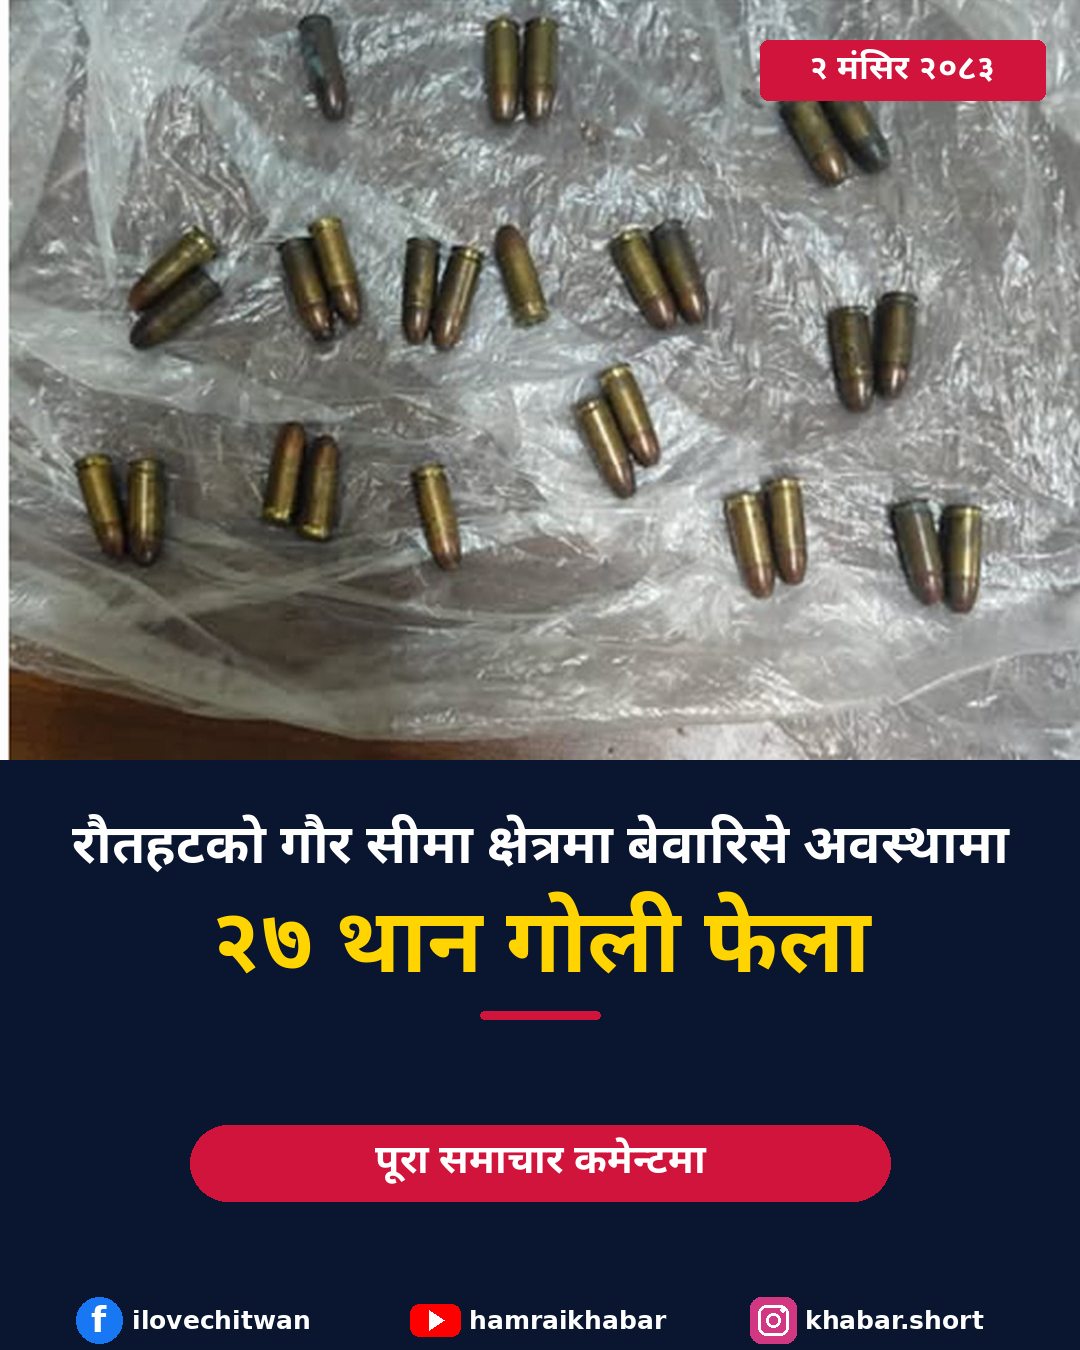 २ मंसिर २०८३
रौतहटको गौर सीमा क्षेत्रमा बेवारिसे अवस्थामा
२७ थान गोली फेला
पूरा समाचार कमेन्टमा
ilovechitwan
hamraikhabar
khabar.short